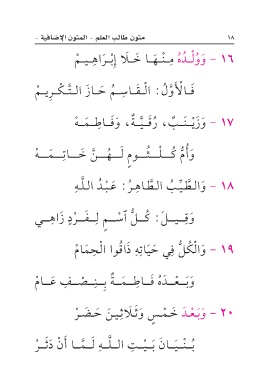 ١٨ متون طالب العلم - المتون الإضافية -
١٦ - وَوُلْدُهُ مِنْهَا خَلَا إِبْرَاهِيمْ
فَالْأَوَّلُ: الْقَاسِمُ حَازَ التَّكْرِيمْ
١٧ - وَزَيْنَبٌ، رُقَيَّةٌ، وَفَاطِمَهْ
وَأُمُّ كُلْثُومٍ لَهُنَّ خَاتِمَهْ
١٨ - وَالطَّيِّبُ الطَّاهِرُ: عَبْدُ اللَّهِ
وَقِيلَ: كُلُّ اسْمٍ لِفَرْدٍ زَاهِي
١٩ - وَالْكُلُّ فِي حَيَاتِهِ ذَاقُوا الْحِمَامْ
وَبَعْدَهُ فَاطِمَةٌ بِنِصْفِ عَامْ
٢٠ - وَبَعْدَ خَمْسٍ وَثَلَاثِينَ حَضَرْ
بُنْيَانَ بَيْتِ اللَّهِ لَمَّا أَنْ دَثَرْ